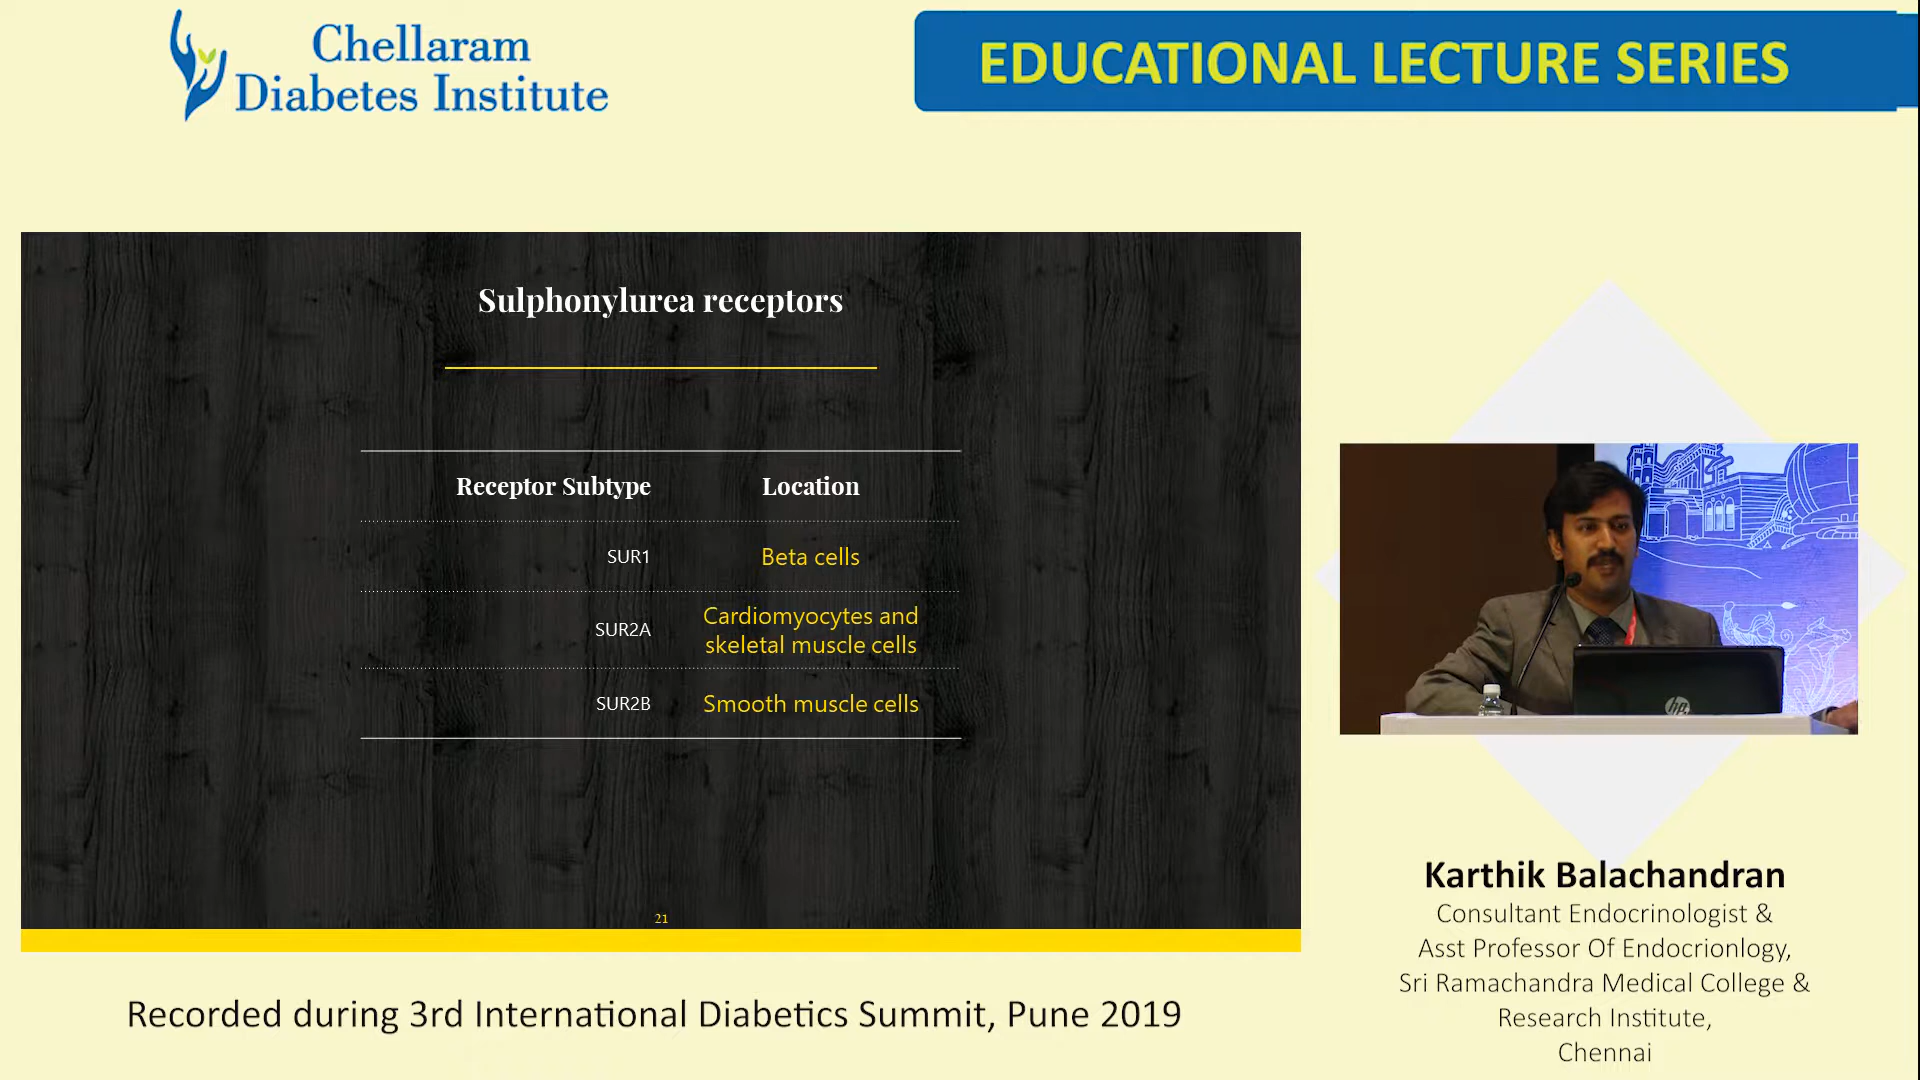 Chellaram
Diabetes Institute
EDUCATIONAL LECTURE SERIES
Sulphonylurea receptors
Receptor Subtype Location
SUR1 Beta cells
SUR2A Cardiomyocytes and
skeletal muscle cells
SUR2B Smooth muscle cells
21
hp
Karthik Balachandran
Consultant Endocrinologist &
Asst Professor Of Endocrionlogy,
Sri Ramachandra Medical College &
Research Institute,
Chennai
Recorded during 3rd International Diabetics Summit, Pune 2019